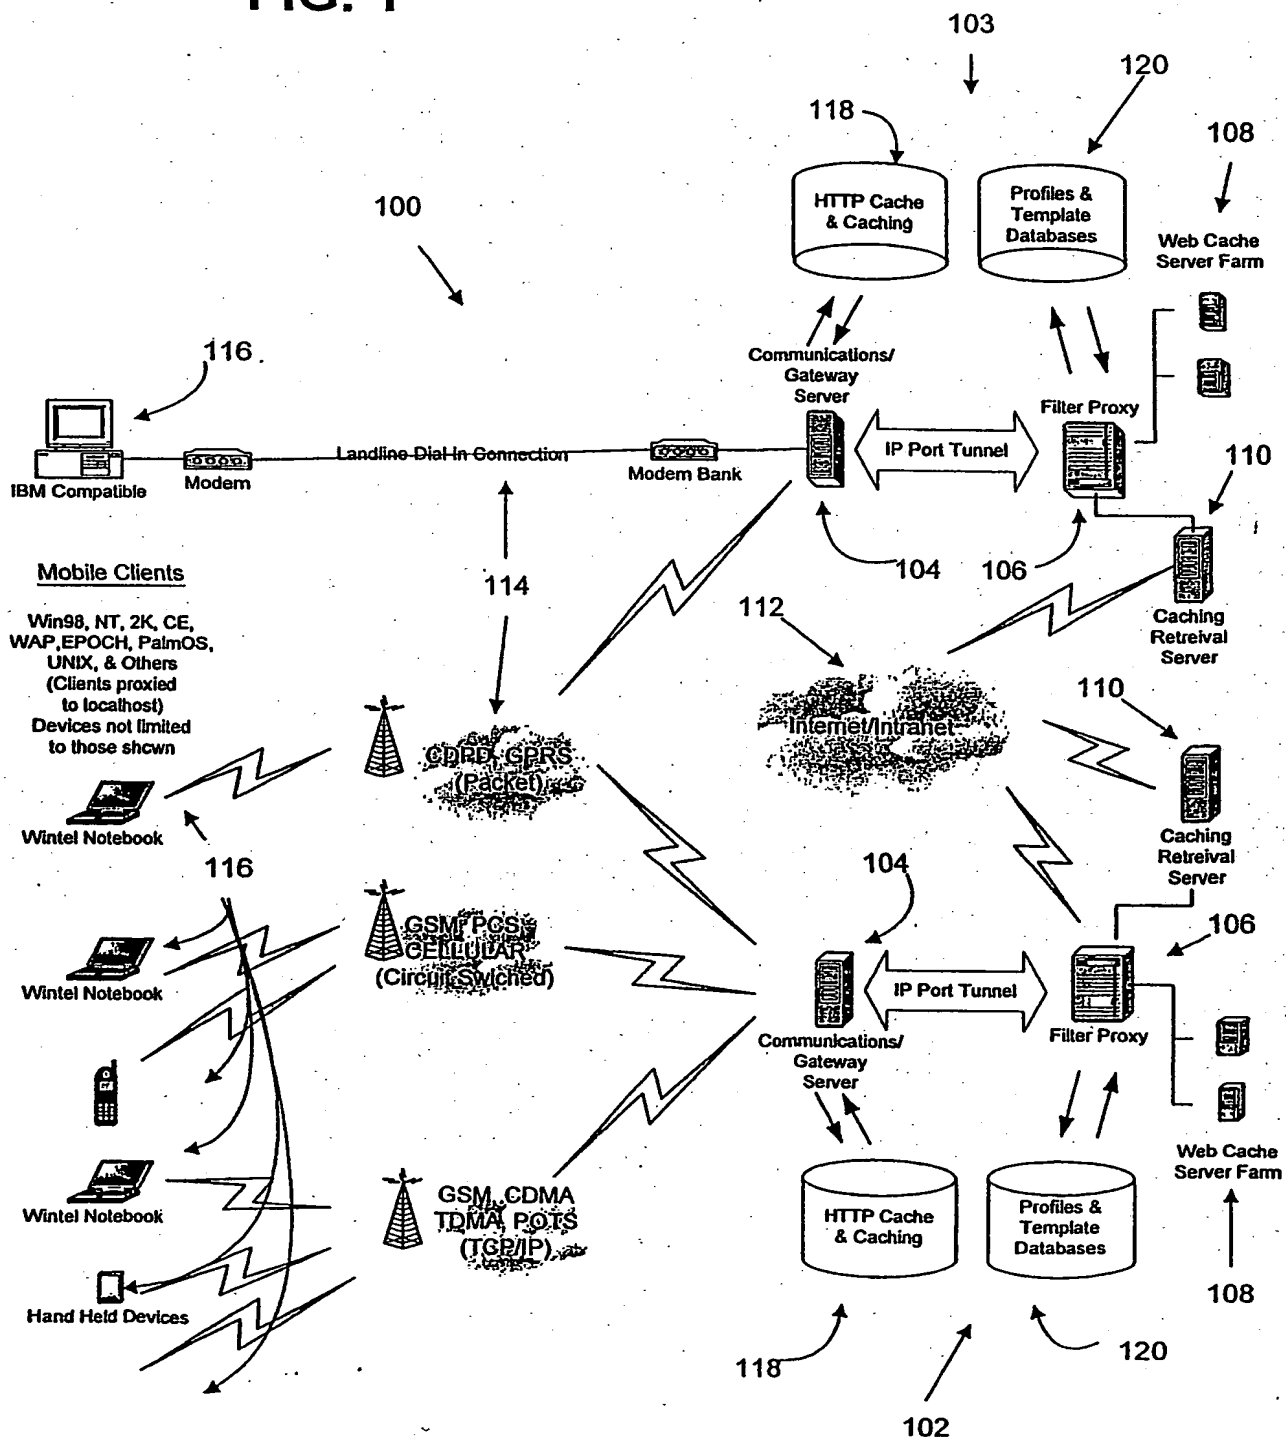 FIG. 1
103
120
118
108
HTTP Cache
& Caching
Profiles &
Template
Databases
100
Web Cache
Server Farm
116
Communications/
Gateway
Server
Filter Proxy
Landline Dial In Connection
IP Port Tunnel
110
IBM Compatible
Modem
Modem Bank
Mobile Clients
114
104
106
112
Win98, NT, 2K, CE,
WAP,EPOCH, PalmOS,
UNIX, & Others
(Clients proxied
to localhost)
Devices not limited
to those shcwn
Caching
Retreival
Server
110
Internet/Intranet
CDPD, GPRS
(Packet)
Wintel Notebook
Caching
Retreival
Server
116
104
GSM, PCS
CELLULAR
(Circuit Swiched)
106
Wintel Notebook
IP Port Tunnel
Communications/
Gateway
Server
Filter Proxy
Web Cache
Server Farm
GSM, CDMA
TDMA, POTS
(TCP/IP)
Wintel Notebook
HTTP Cache
& Caching
Profiles &
Template
Databases
Hand Held Devices
108
118
120
102